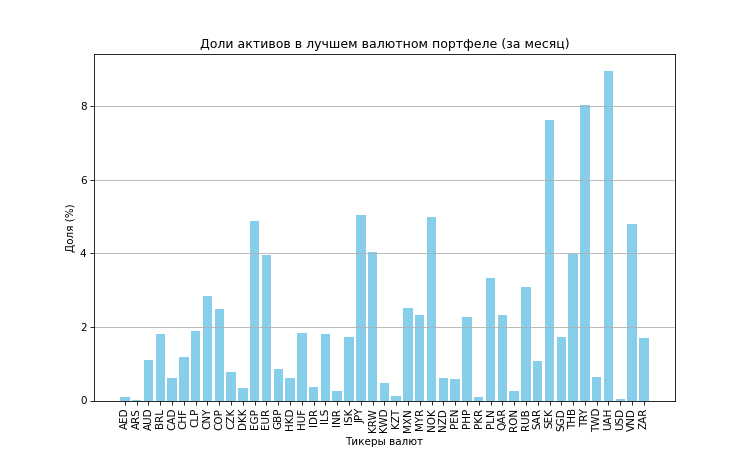 Доли активов в лучшем валютном портфеле (за месяц)
Доля (%)
8
6
4
2
0
AED
ARS
AUD
BRL
CAD
CHF
CLP
CNY
COP
CZK
DKK
EGP
EUR
GBP
HKD
HUF
IDR
ILS
INR
ISK
JPY
KRW
KWD
KZT
MXN
MYR
NOK
NZD
PEN
PHP
PKR
PLN
QAR
RON
RUB
SAR
SEK
SGD
THB
TRY
TWD
UAH
USD
VND
ZAR
Тикеры валют